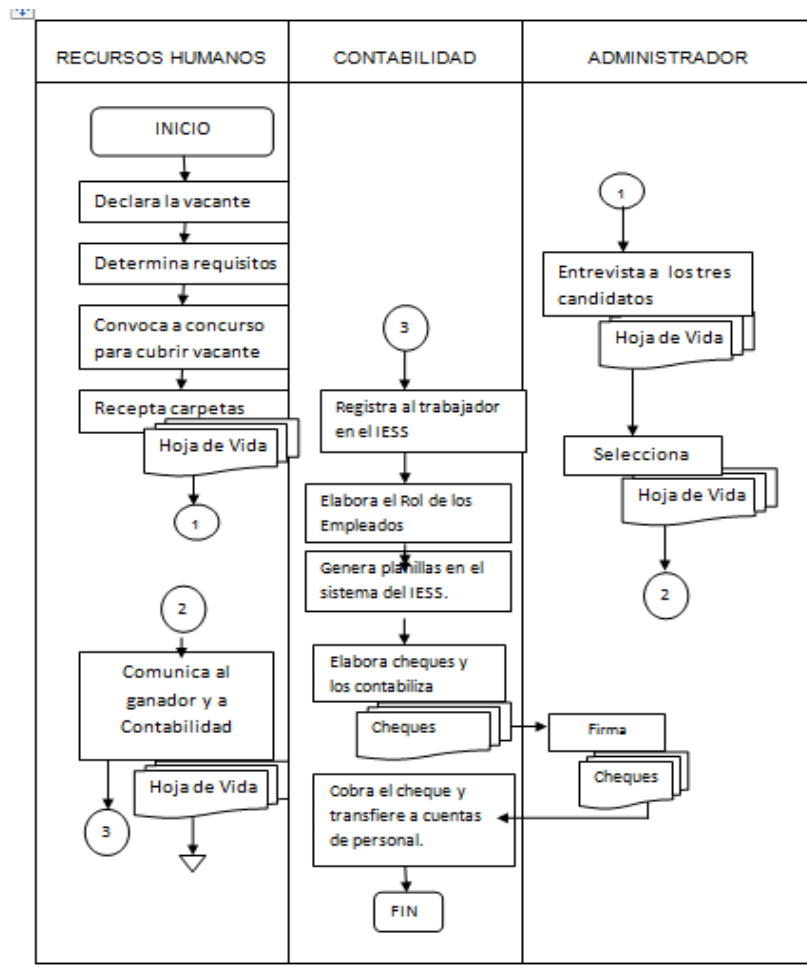 RECURSOS HUMANOS
CONTABILIDAD
ADMINISTRADOR
INICIO
Declara la vacante
Determina requisitos
Convoca a concurso
para cubrir vacante
Recepta carpetas
Hoja de Vida
1
2
Comunica al
ganador y a
Contabilidad
Hoja de Vida
3
3
Registra al trabajador
en el IESS
Elabora el Rol de los
Empleados
Genera planillas en el
sistema del IESS.
Elabora cheques y
los contabiliza
Cheques
Cobra el cheque y
transfiere a cuentas
de personal.
FIN
1
Entrevista a los tres
candidatos
Hoja de Vida
Selecciona
Hoja de Vida
2
Firma
Cheques